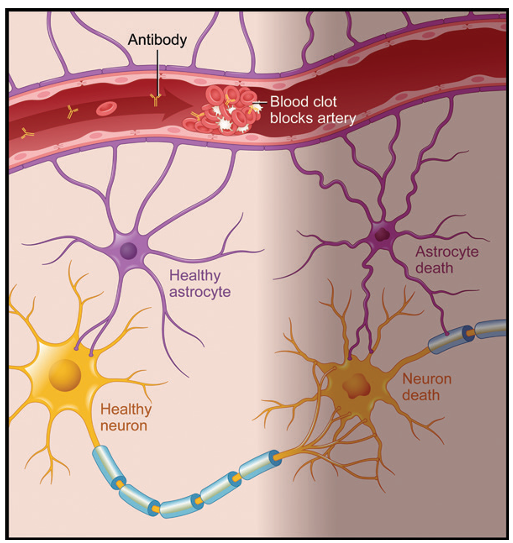 Antibody
Blood clot
blocks artery
Healthy
astrocyte
Astrocyte
death
Healthy
neuron
Neuron
death